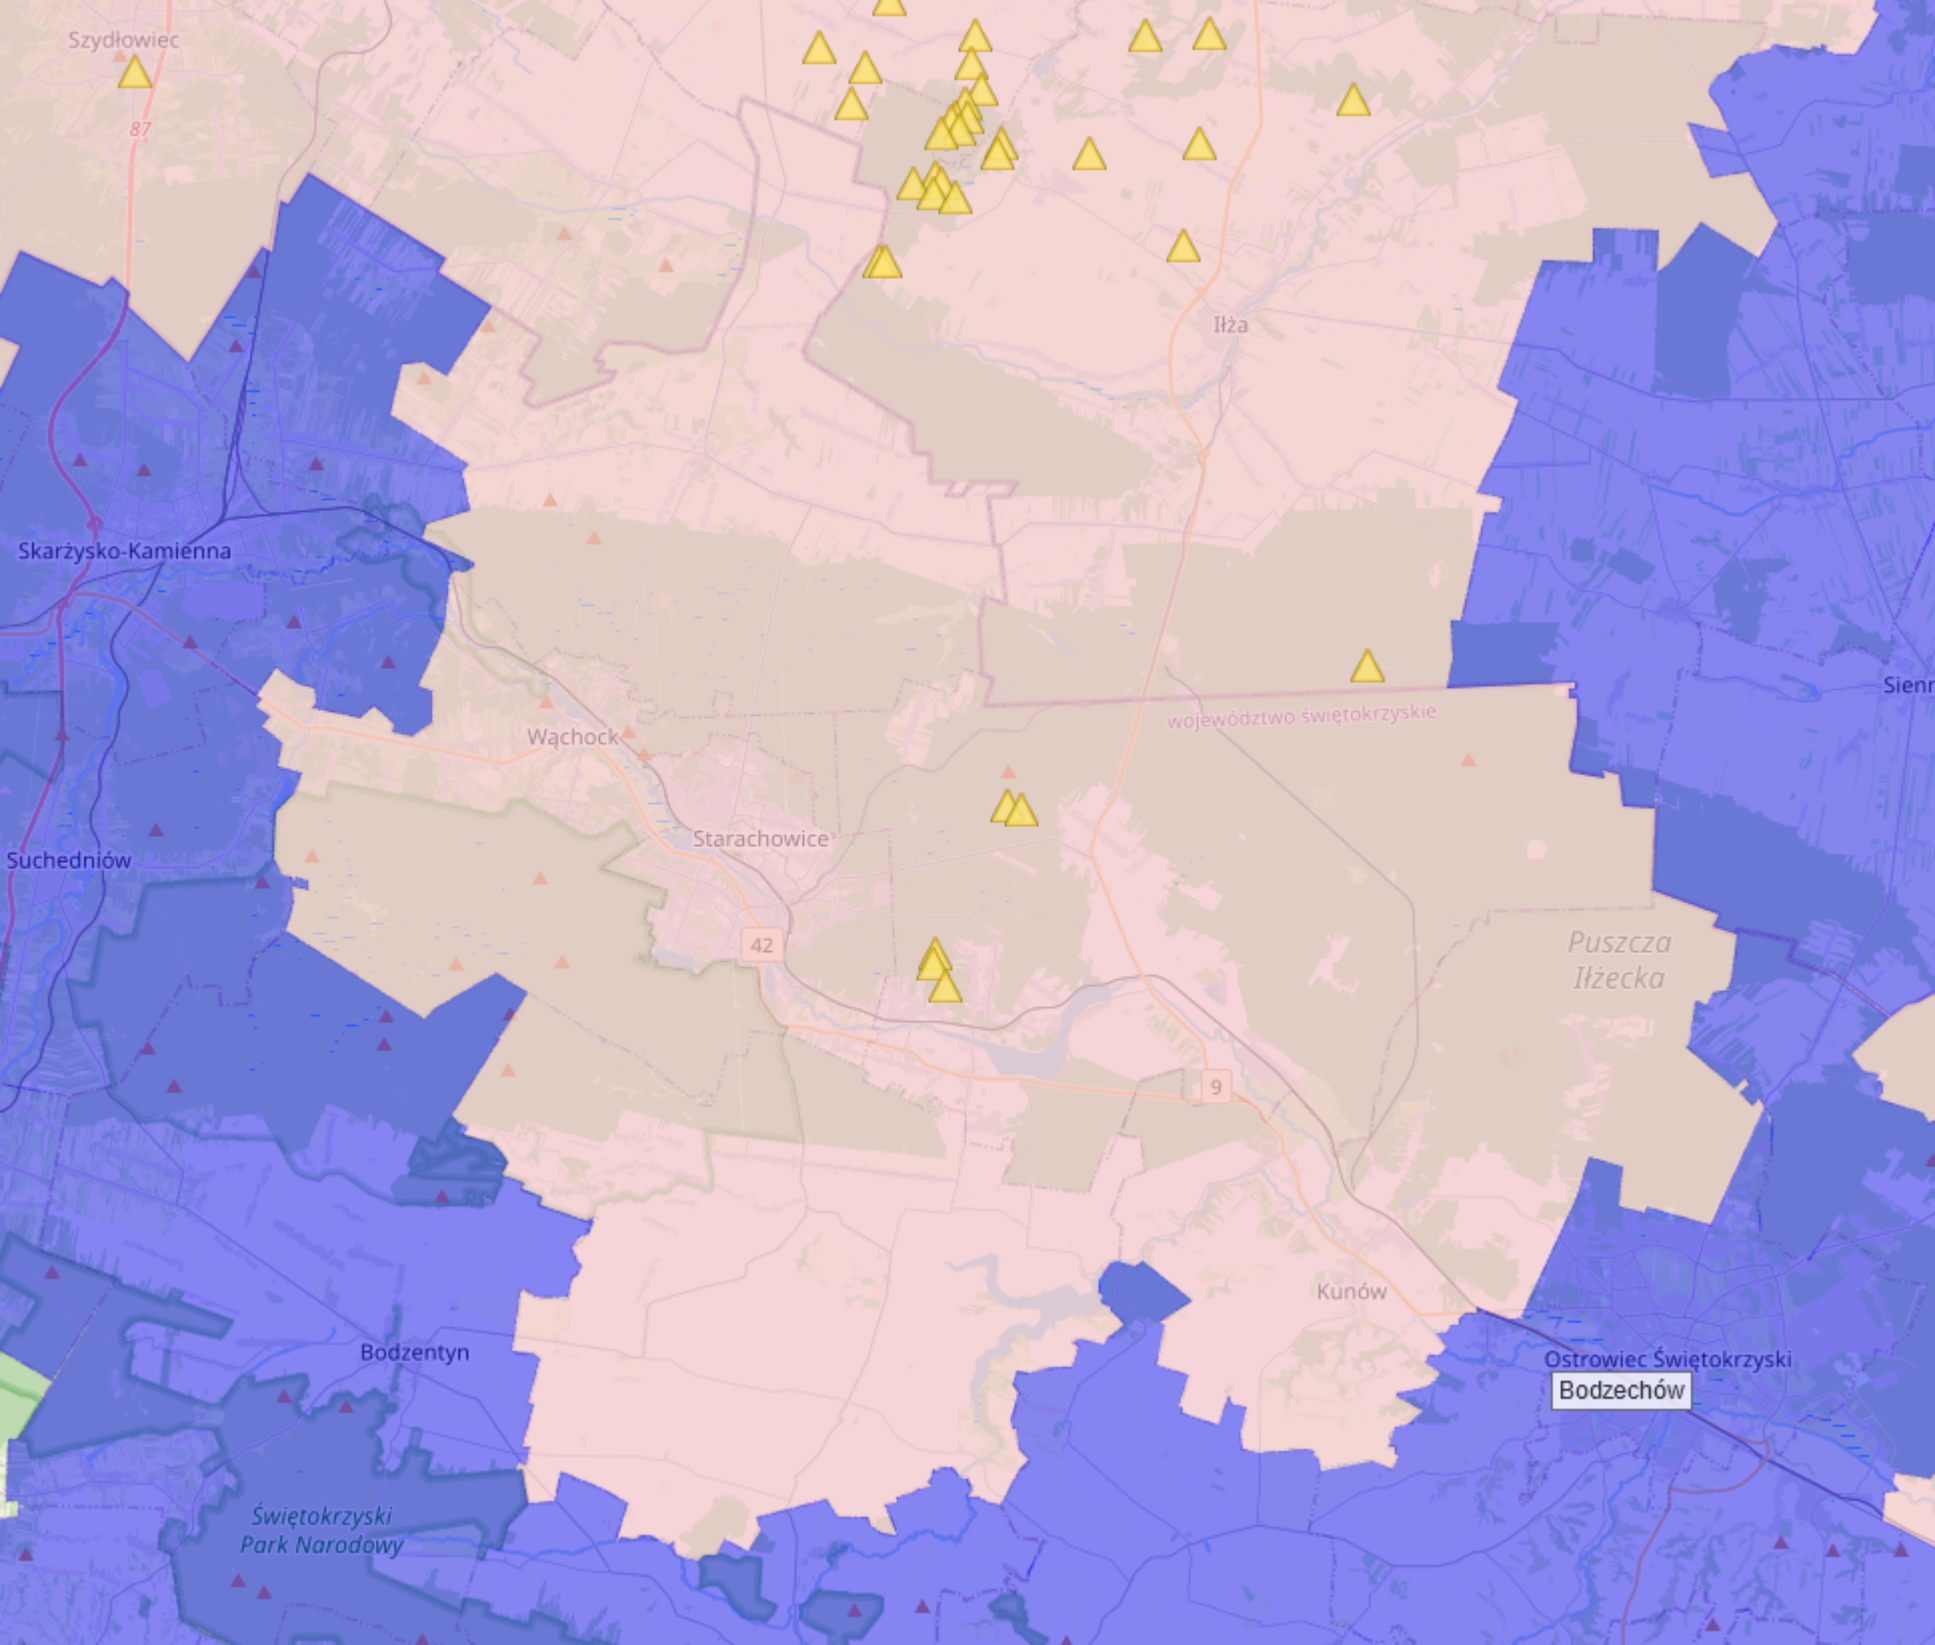 Szydłowiec
87
Iłża
Skarżysko-Kamienna
Sienn
województwo świętokrzyskie
Wąchock
Starachowice
Suchedniów
42
Puszcza
Iłżecka
9
Kunów
Bodzentyn
Ostrowiec Świętokrzyski
Bodzechów
Świętokrzyski
Park Narodowy